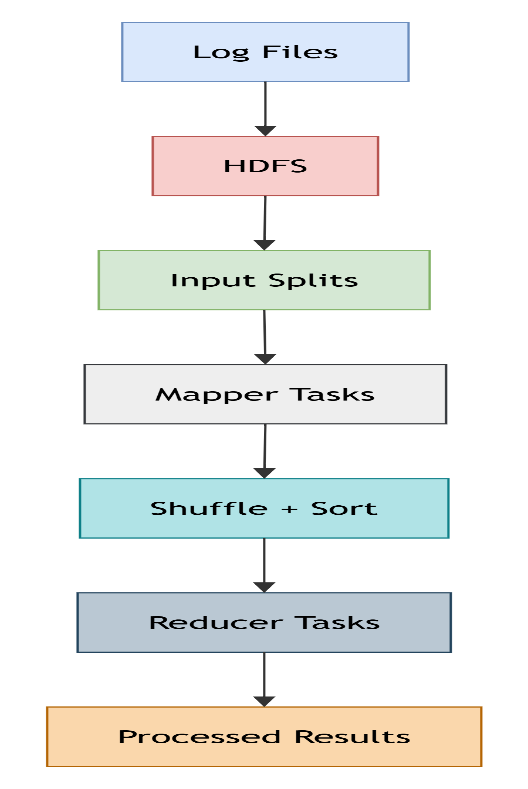 Log Files
HDFS
Input Splits
Mapper Tasks
Shuffle + Sort
Reducer Tasks
Processed Results